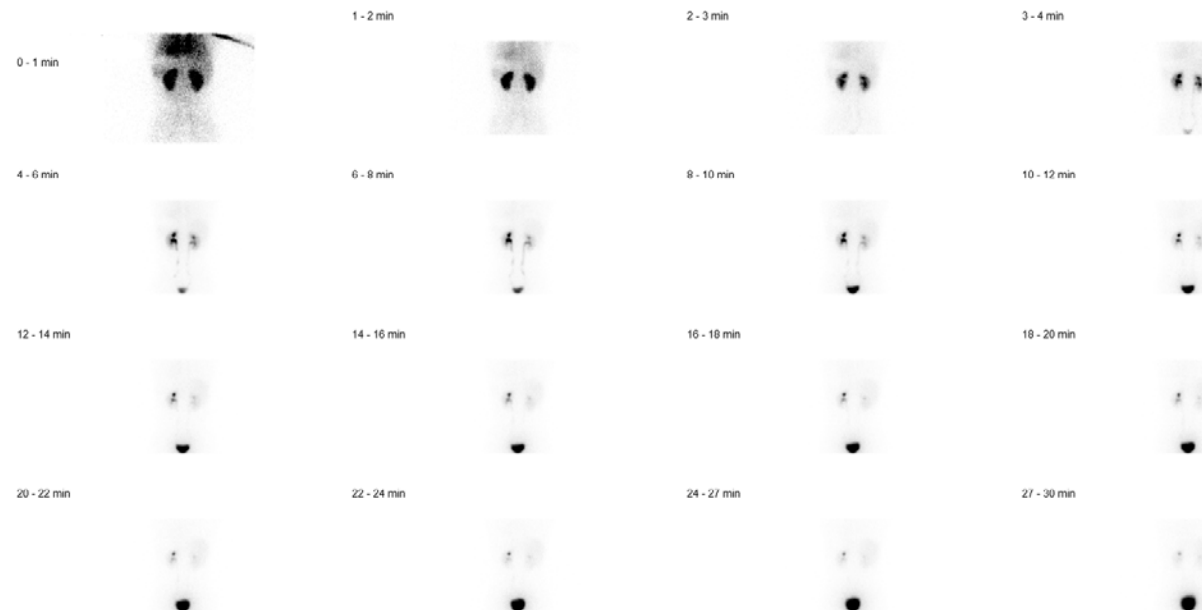 0 - 1 min
1 - 2 min
2 - 3 min
3 - 4 min
4 - 6 min
6 - 8 min
8 - 10 min
10 - 12 min
12 - 14 min
14 - 16 min
16 - 18 min
18 - 20 min
20 - 22 min
22 - 24 min
24 - 27 min
27 - 30 min